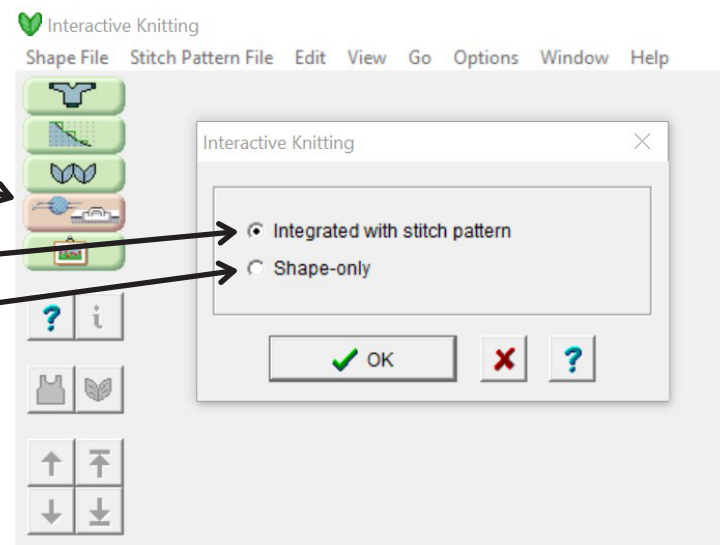 Interactive Knitting
Shape File Stitch Pattern File Edit View Go Options Window Help
Interactive Knitting
Integrated with stitch pattern
Shape-only
? i
OK ?